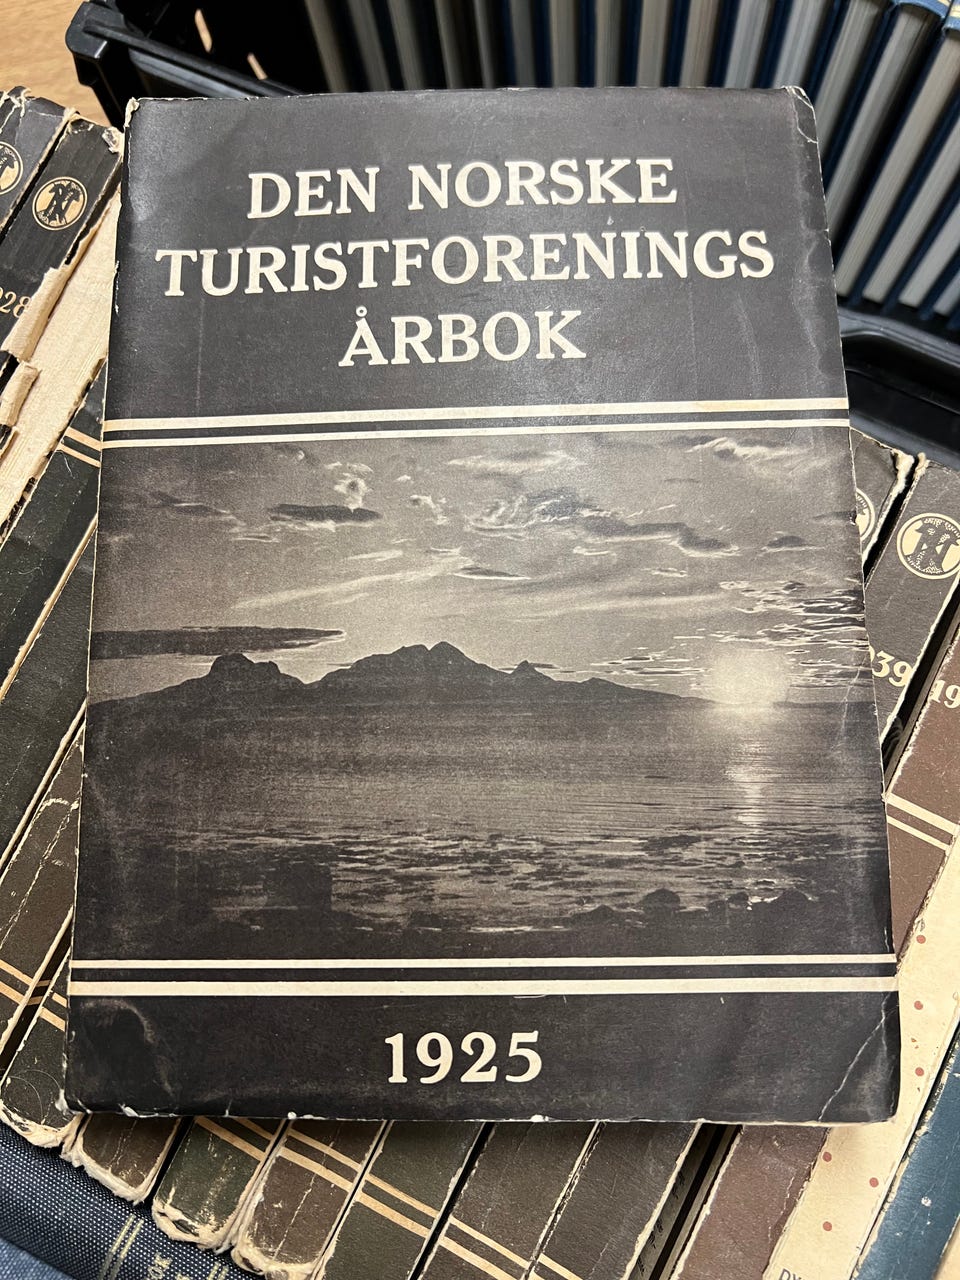 DEN NORSKE
TURISTFORENINGS
ÅRBOK
1925